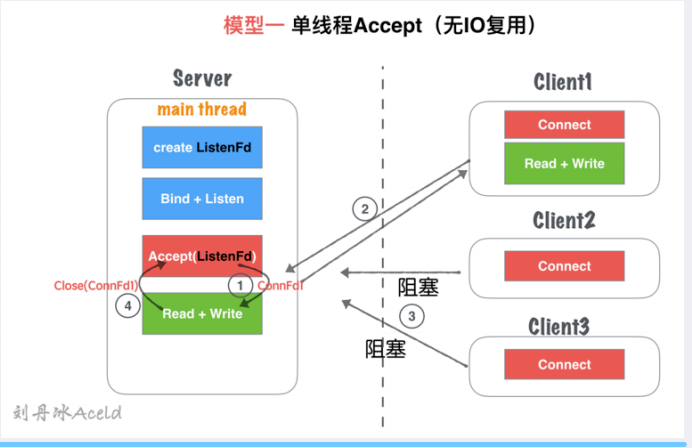 模型一 单线程Accept（无IO复用）
Server
main thread
create ListenFd
Bind + Listen
Accept(ListenFd)
Close(ConnFd1)
1
ConnFd1
4
Read + Write
2
Client1
Connect
Read + Write
Client2
Connect
阻塞
3
阻塞
Client3
Connect
刘丹冰Aceld